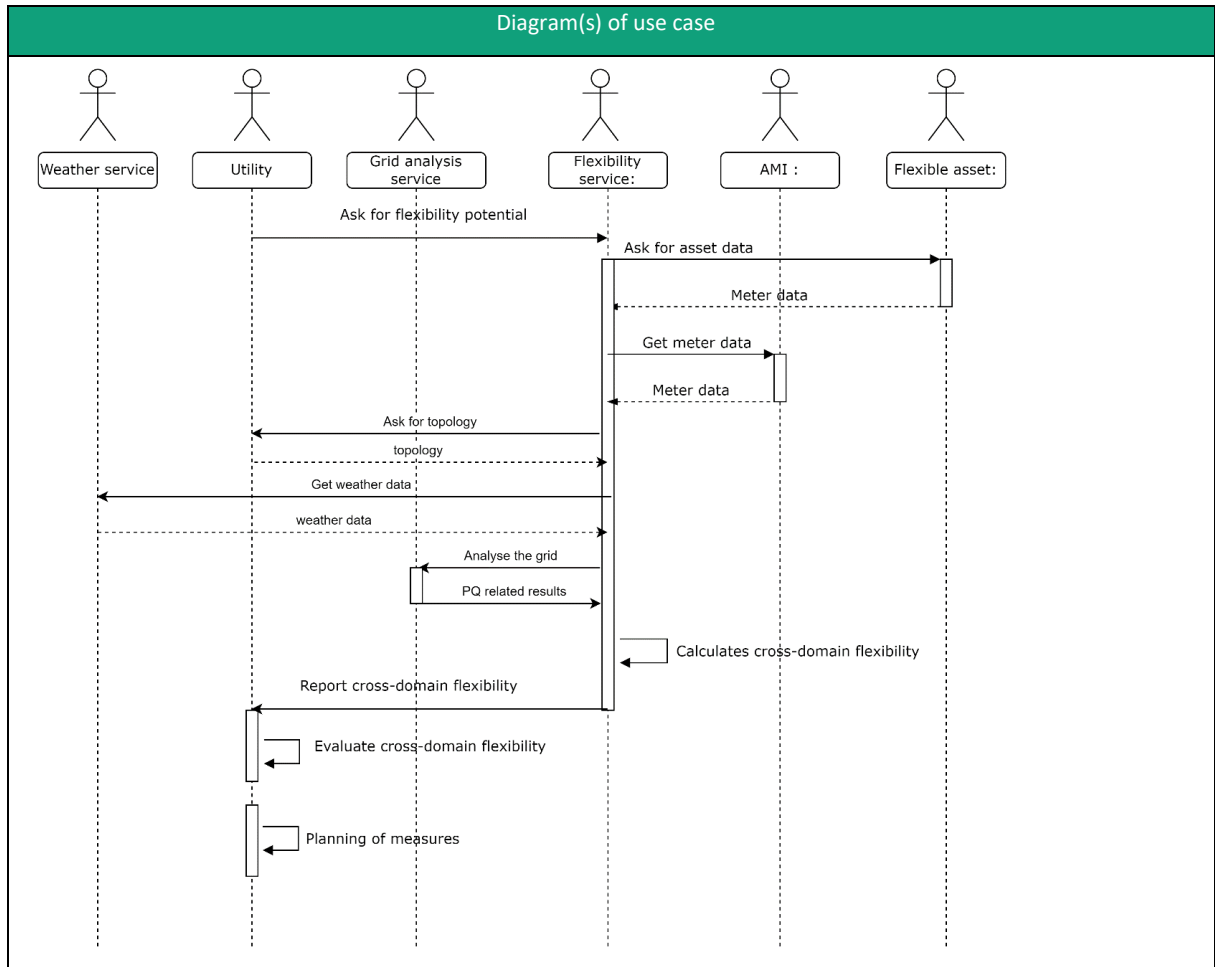 Diagram(s) of use case
Weather service
Utility
Grid analysis
service
Flexibility
service:
AMI :
Flexible asset:
Ask for flexibility potential
Ask for asset data
Meter data
Get meter data
Meter data
Ask for topology
topology
Get weather data
weather data
Analyse the grid
PQ related results
Calculates cross-domain flexibility
Report cross-domain flexibility
Evaluate cross-domain flexibility
Planning of measures